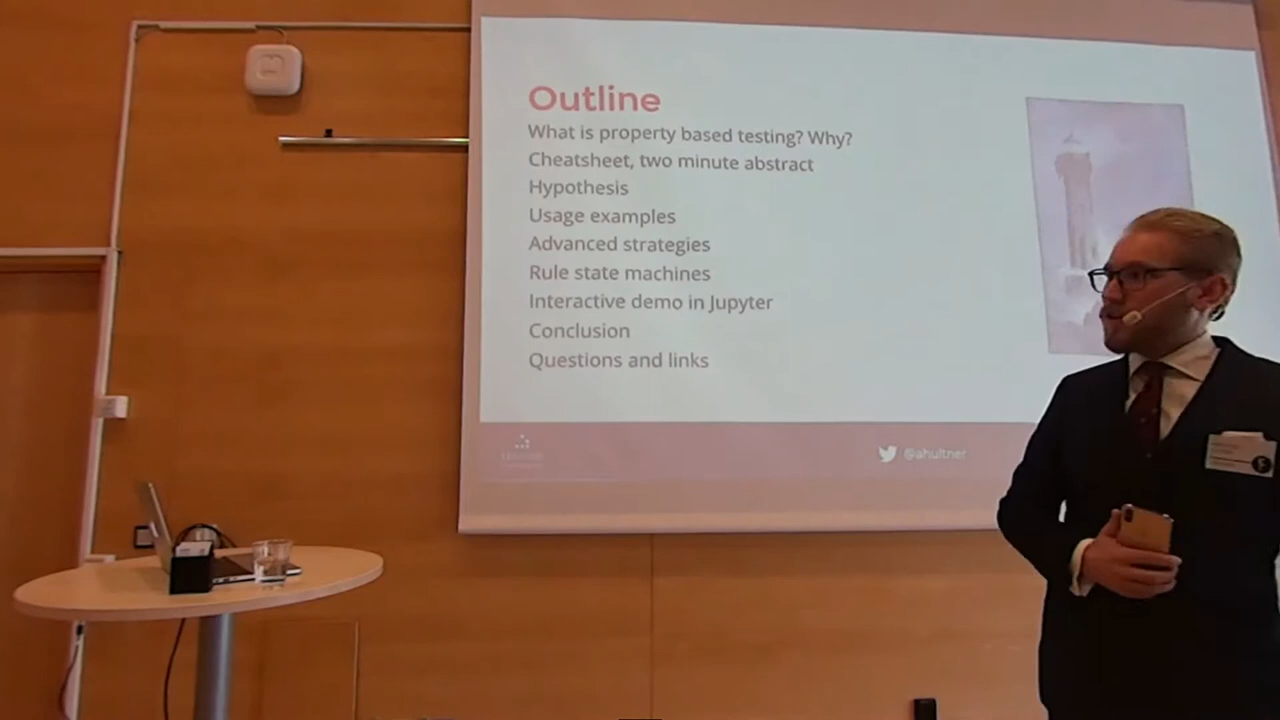 Outline
What is property based testing? Why?
Cheatsheet, two minute abstract
Hypothesis
Usage examples
Advanced strategies
Rule state machines
Interactive demo in Jupyter
Conclusion
Questions and links
@ahultner